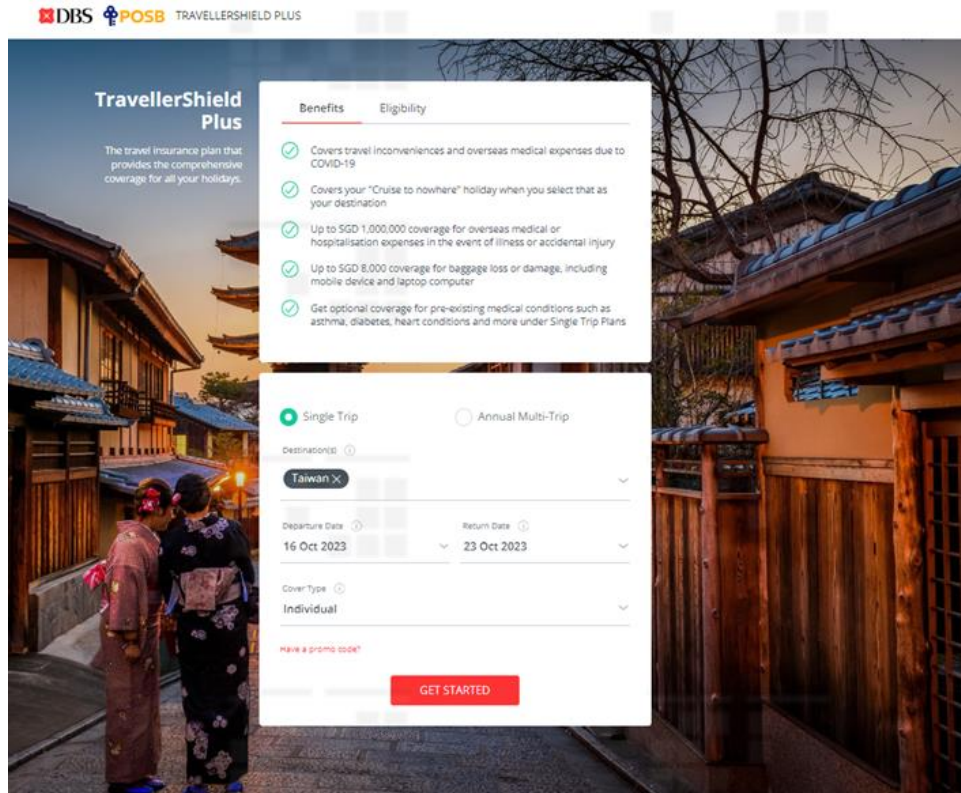 DBS POSB TRAVELLERSHIELD PLUS
TravellerShield
Plus
The travel insurance plan that
provides the comprehensive
coverage for all your holidays.
Benefits Eligibility
Covers travel inconveniences and overseas medical expenses due to
COVID-19
Covers your "Cruise to nowhere" holiday when you select that as
your destination
Up to SGD 1,000,000 coverage for overseas medical or
hospitalisation expenses in the event of illness or accidental injury
Up to SGD 8,000 coverage for baggage loss or damage, including
mobile device and laptop computer
Get optional coverage for pre-existing medical conditions such as
asthma, diabetes, heart conditions and more under Single Trip Plans
Single Trip Annual Multi-Trip
Destination(s)
Taiwan
Departure Date Return Date
16 Oct 2023 23 Oct 2023
Cover Type
Individual
Have a promo code?
GET STARTED